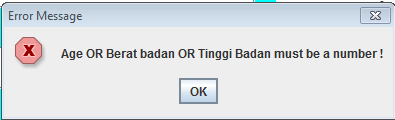 Error Message
Age OR Berat badan OR Tinggi Badan must be a number !
OK